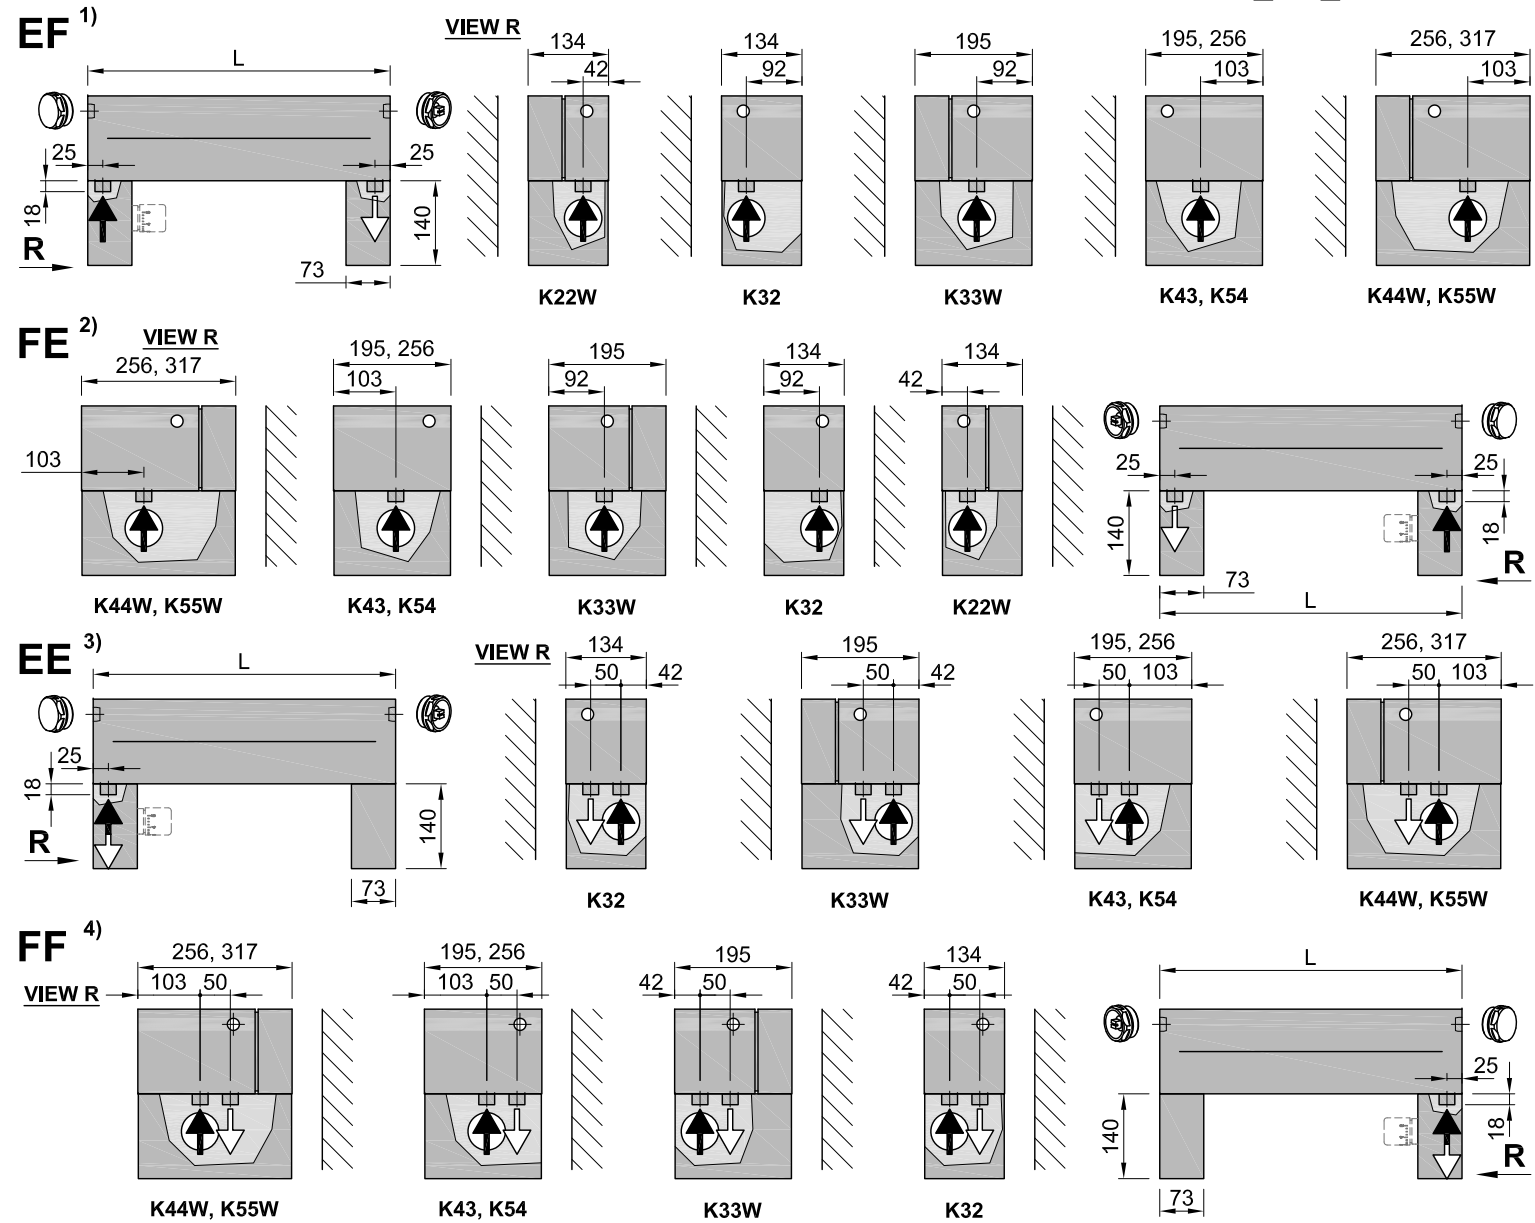 EF 1)
VIEW R
L
134
42
134
92
195
92
195, 256
103
256, 317
103
25
25
18
140
R
73
K22W
K32
K33W
K43, K54
K44W, K55W
FE 2)
VIEW R
256, 317
103
195, 256
103
195
92
134
92
134
42
25
25
140
18
R
73
L
K44W, K55W
K43, K54
K33W
K32
K22W
EE 3)
VIEW R
L
134
50
42
195
50
42
195, 256
50
103
256, 317
50
103
25
18
140
R
73
K32
K33W
K43, K54
K44W, K55W
FF 4)
VIEW R
256, 317
103
50
195, 256
103
50
195
42
50
134
42
50
L
25
140
18
R
73
K44W, K55W
K43, K54
K33W
K32